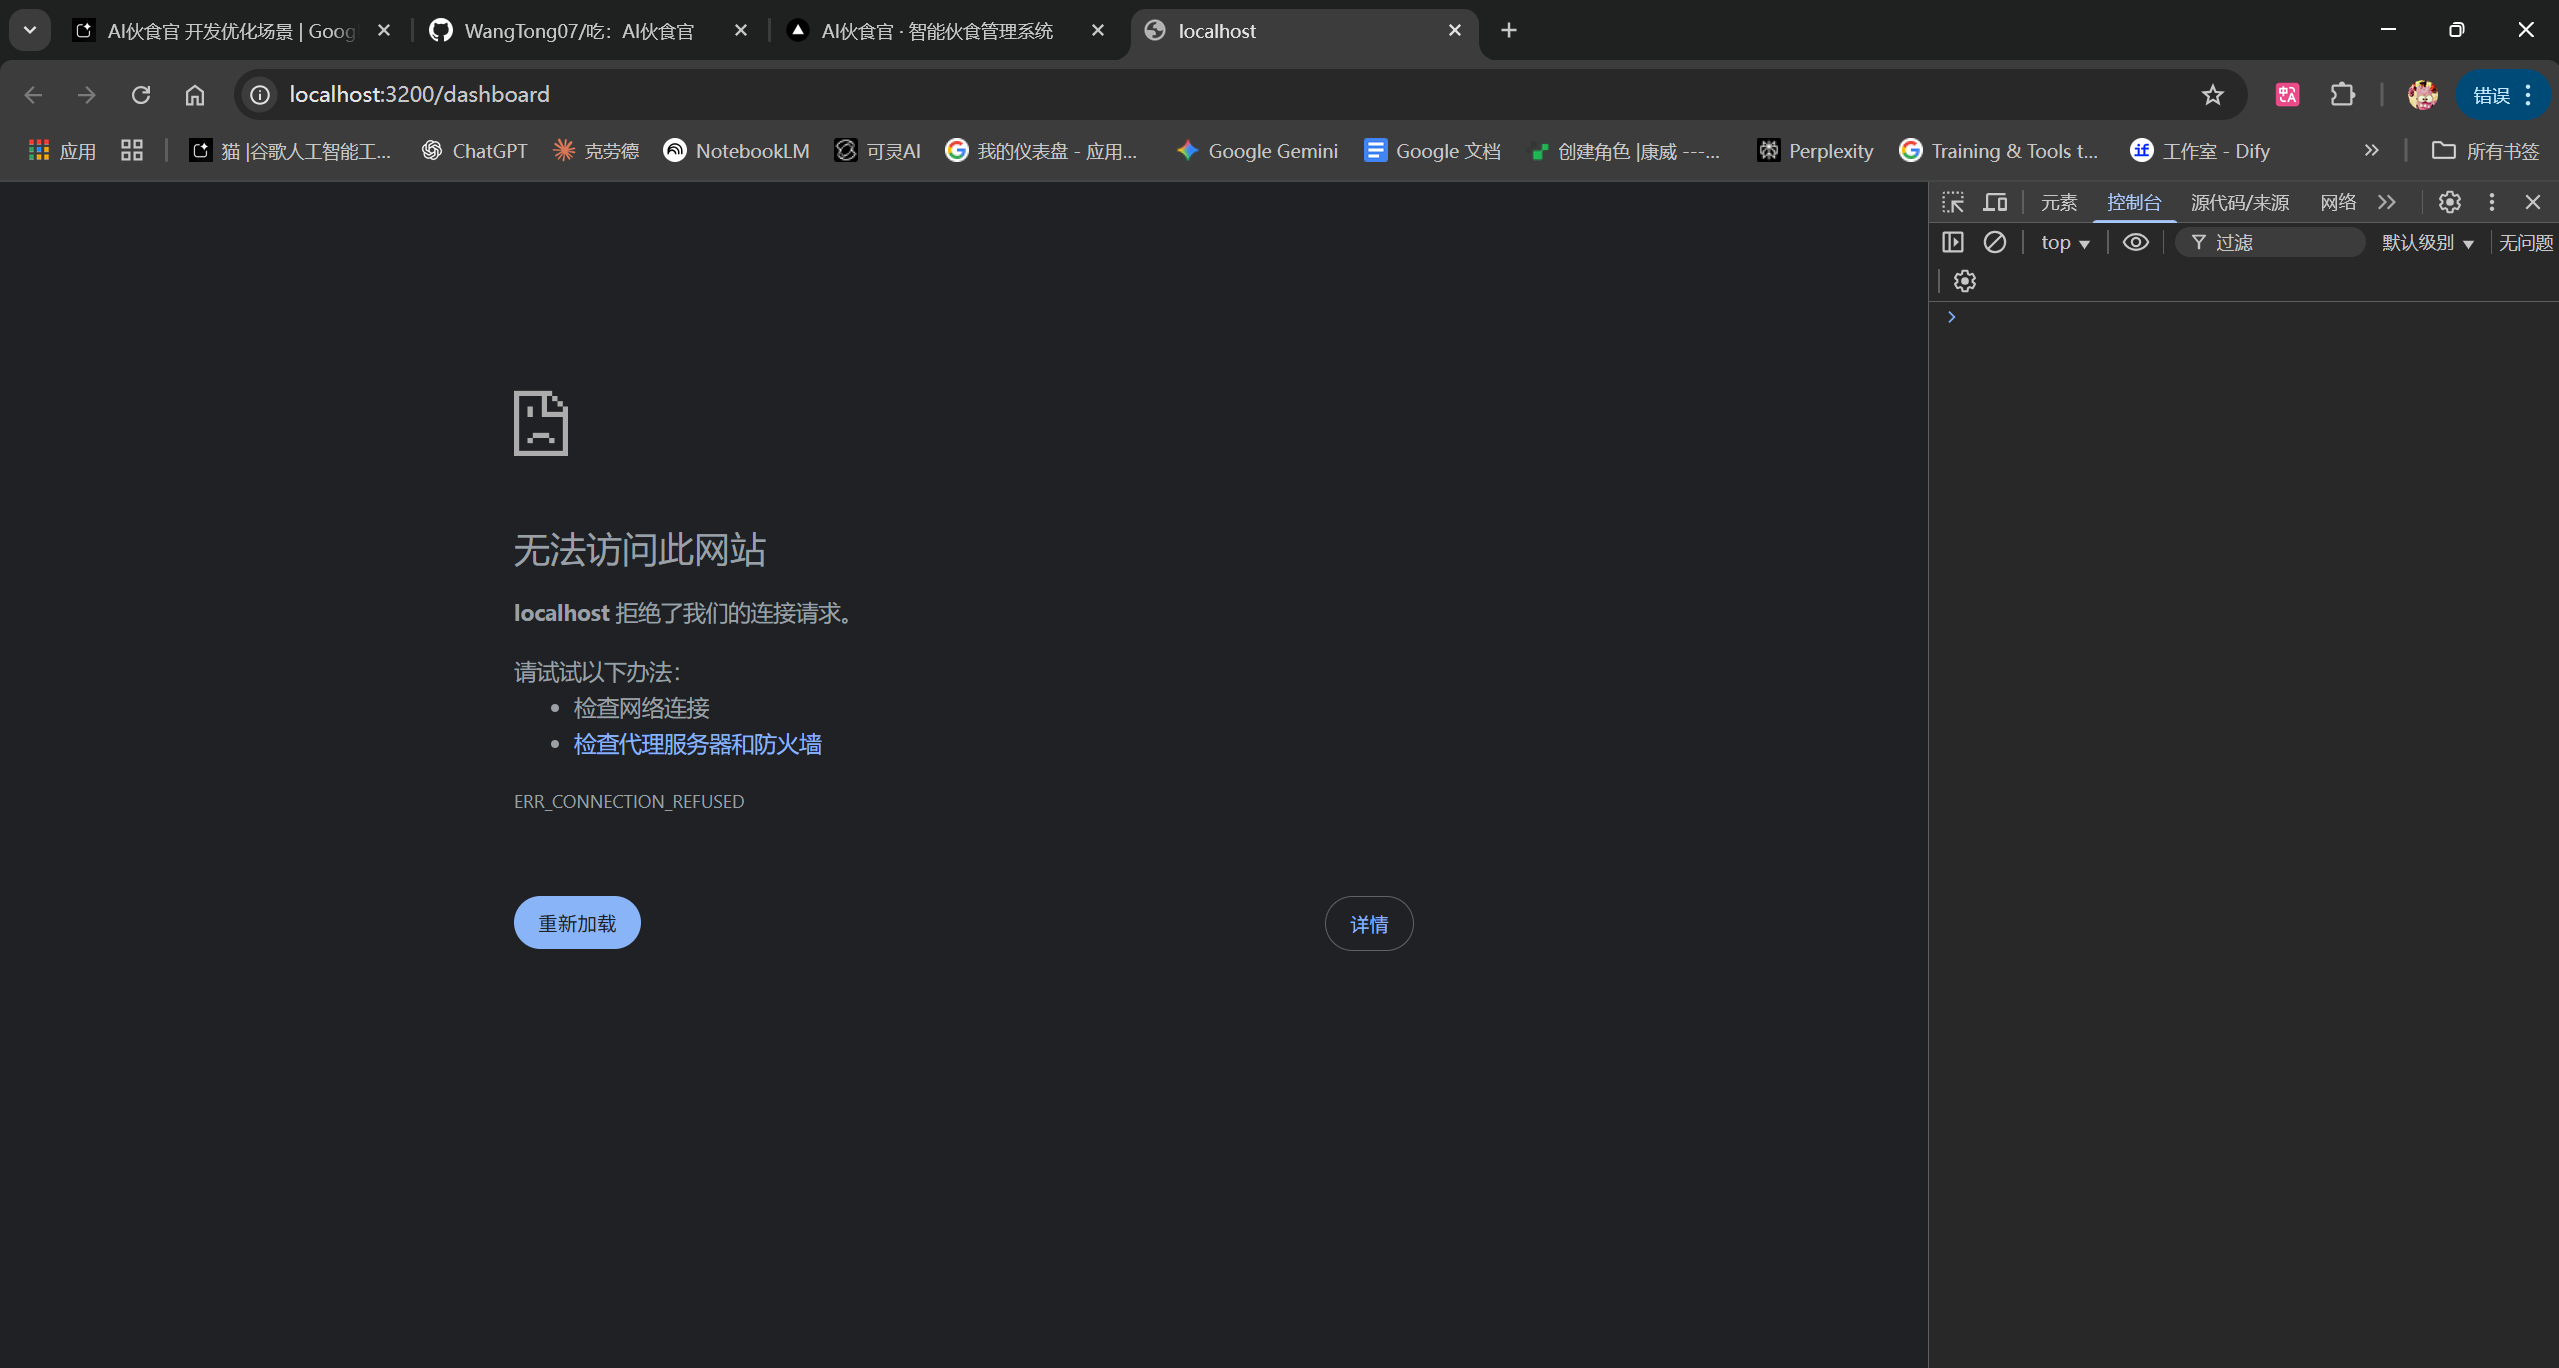 AI伙食官 开发优化场景 | Goog
WangTong07/吃：AI伙食官
AI伙食官 · 智能伙食管理系统
localhost
localhost:3200/dashboard
错误
应用
猫 |谷歌人工智能工...
ChatGPT
克劳德
NotebookLM
可灵AI
我的仪表盘 - 应用...
Google Gemini
Google 文档
创建角色 |康威 ---...
Perplexity
Training & Tools t...
工作室 - Dify
所有书签
元素
控制台
源代码/来源
网络
top
过滤
默认级别
无问题
无法访问此网站
localhost 拒绝了我们的连接请求。
请试试以下办法：
检查网络连接
检查代理服务器和防火墙
ERR_CONNECTION_REFUSED
重新加载
详情